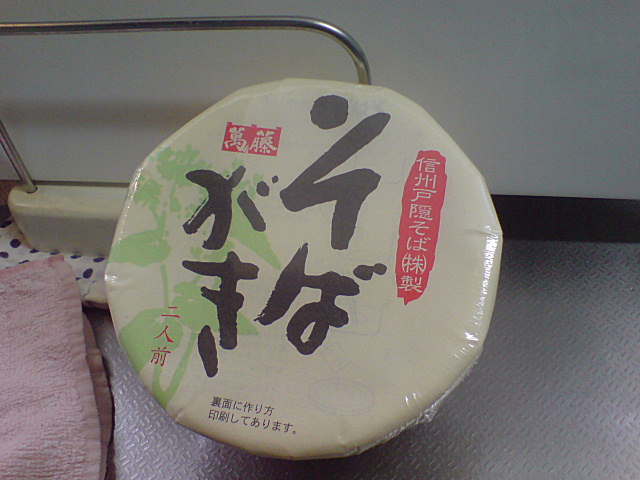 信州戸隠そば㈱製
そば
がき
萬藤
二人前
裏面に作り方
印刷してあります。